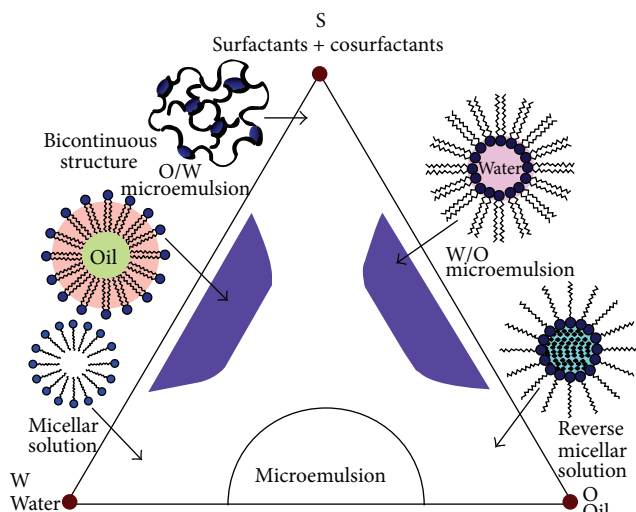 S
Surfactants + cosurfactants
Bicontinuous
structure
O/W
microemulsion
Water
W/O
microemulsion
Oil
Micellar
solution
Reverse
micellar
solution
Microemulsion
W
Water
O
Oil